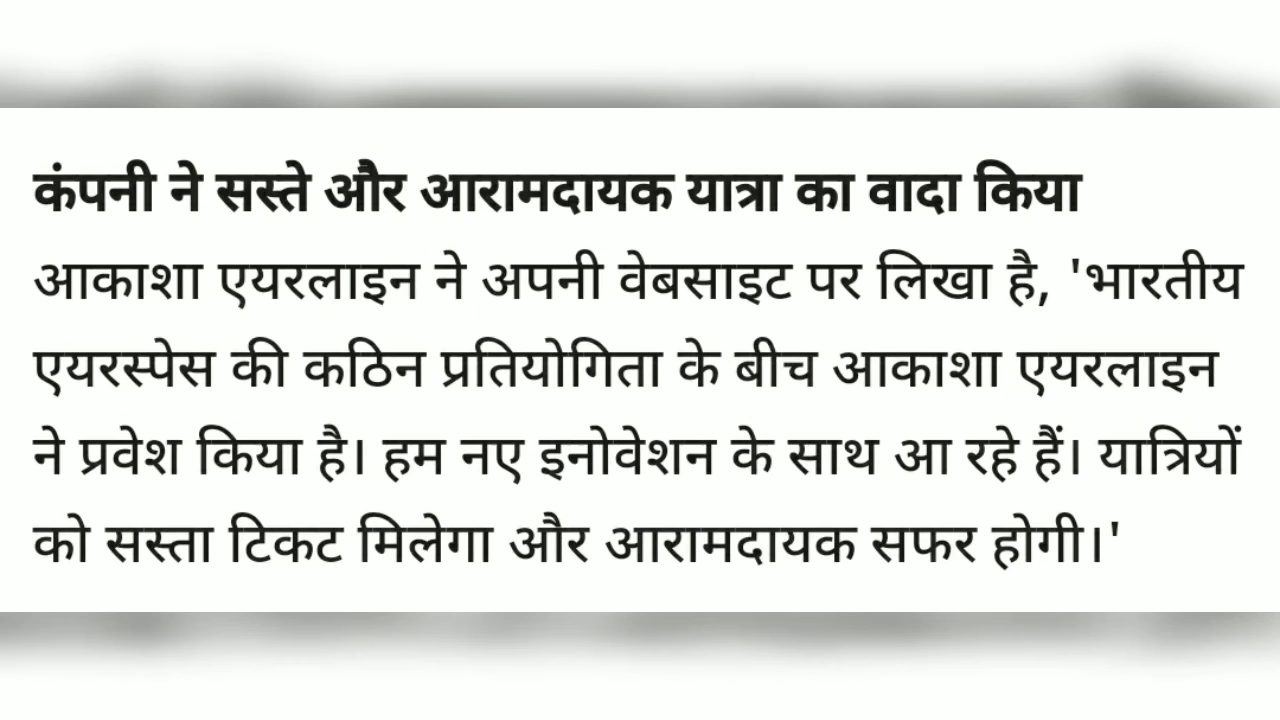 कंपनी ने सस्ते और आरामदायक यात्रा का वादा किया
आकाशा एयरलाइन ने अपनी वेबसाइट पर लिखा है, 'भारतीय
एयरस्पेस की कठिन प्रतियोगिता के बीच आकाशा एयरलाइन
ने प्रवेश किया है। हम नए इनोवेशन के साथ आ रहे हैं। यात्रियों
को सस्ता टिकट मिलेगा और आरामदायक सफर होगी।'